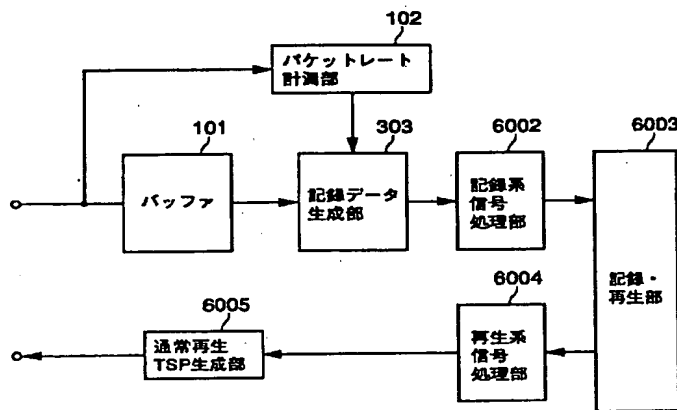 102
パケットレート
計測部
101
303
6002
6003
バッファ
記録データ
生成部
記録系
信号
処理部
記録・
再生部
6005
6004
通常再生
TSP生成部
再生系
信号
処理部